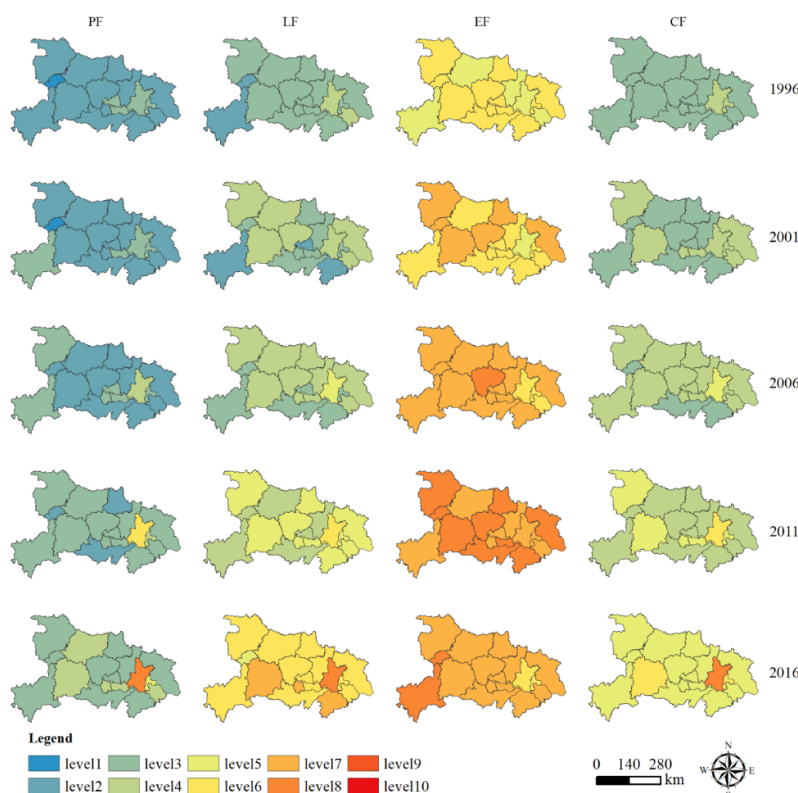 PF LF EF CF
1996
2001
2006
2011
2016
Legend
level1 level3 level5 level7 level9
level2 level4 level6 level8 level10
0 140 280
km
N
W E